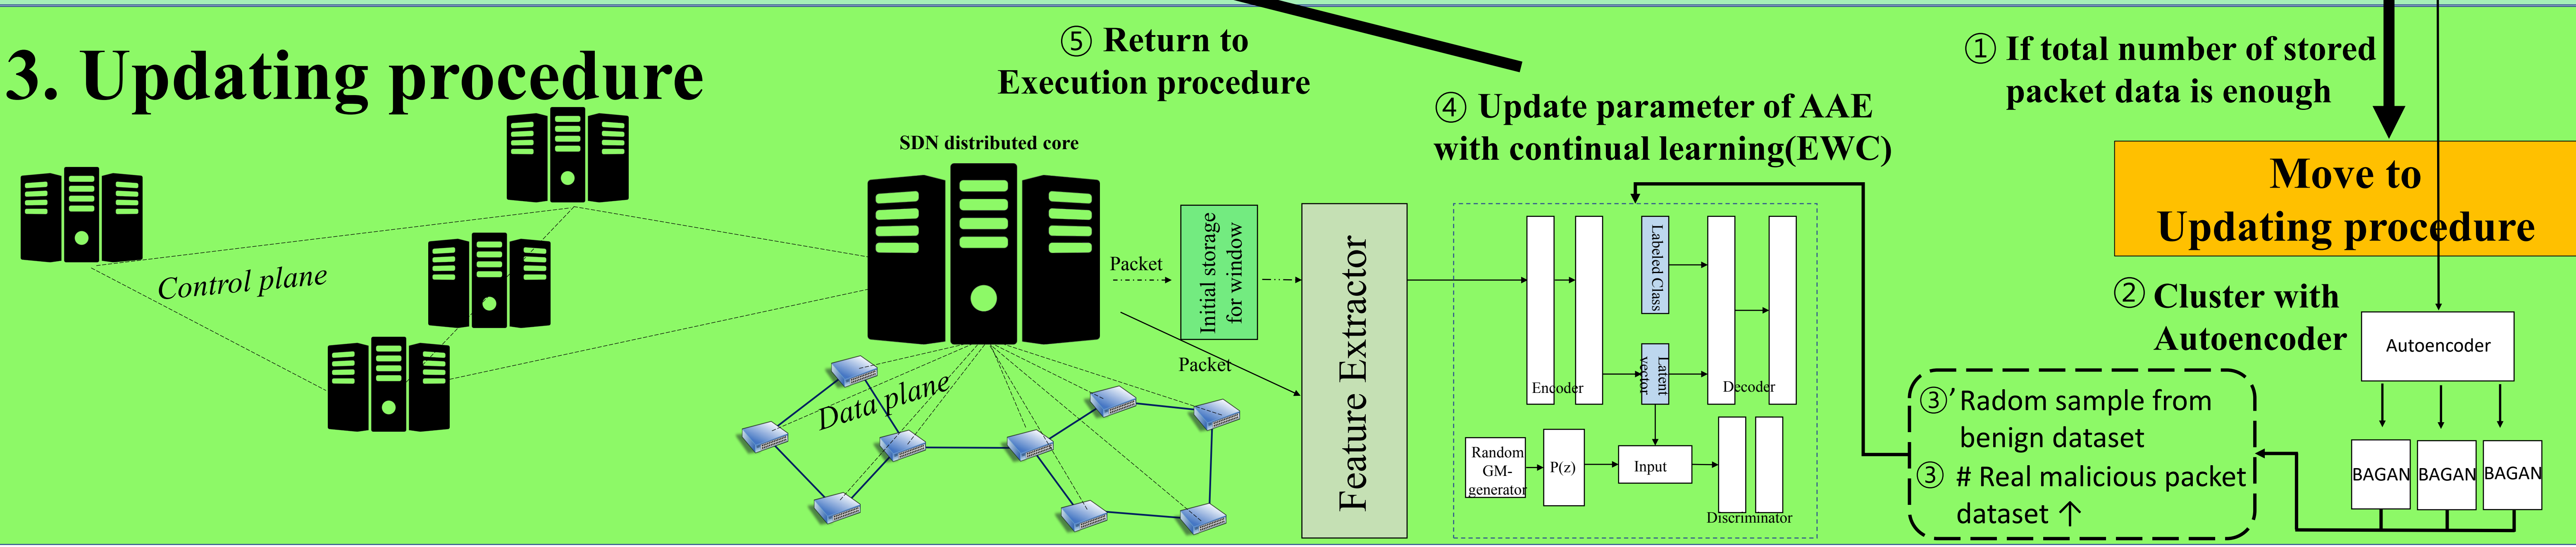 3. Updating procedure
⑤ Return to
Execution procedure
① If total number of stored
packet data is enough
④ Update parameter of AAE
with continual learning(EWC)
SDN distributed core
Move to
Updating procedure
Control plane
Data plane
Packet
Packet
Initial storage
for window
Feature Extractor
Labeled Class
Latent
vector
Encoder
Decoder
Random
GM-
generator
P(z)
Input
Discriminator
② Cluster with
Autoencoder
Autoencoder
③’ Radom sample from
benign dataset
③ # Real malicious packet
dataset ↑
BAGAN
BAGAN
BAGAN